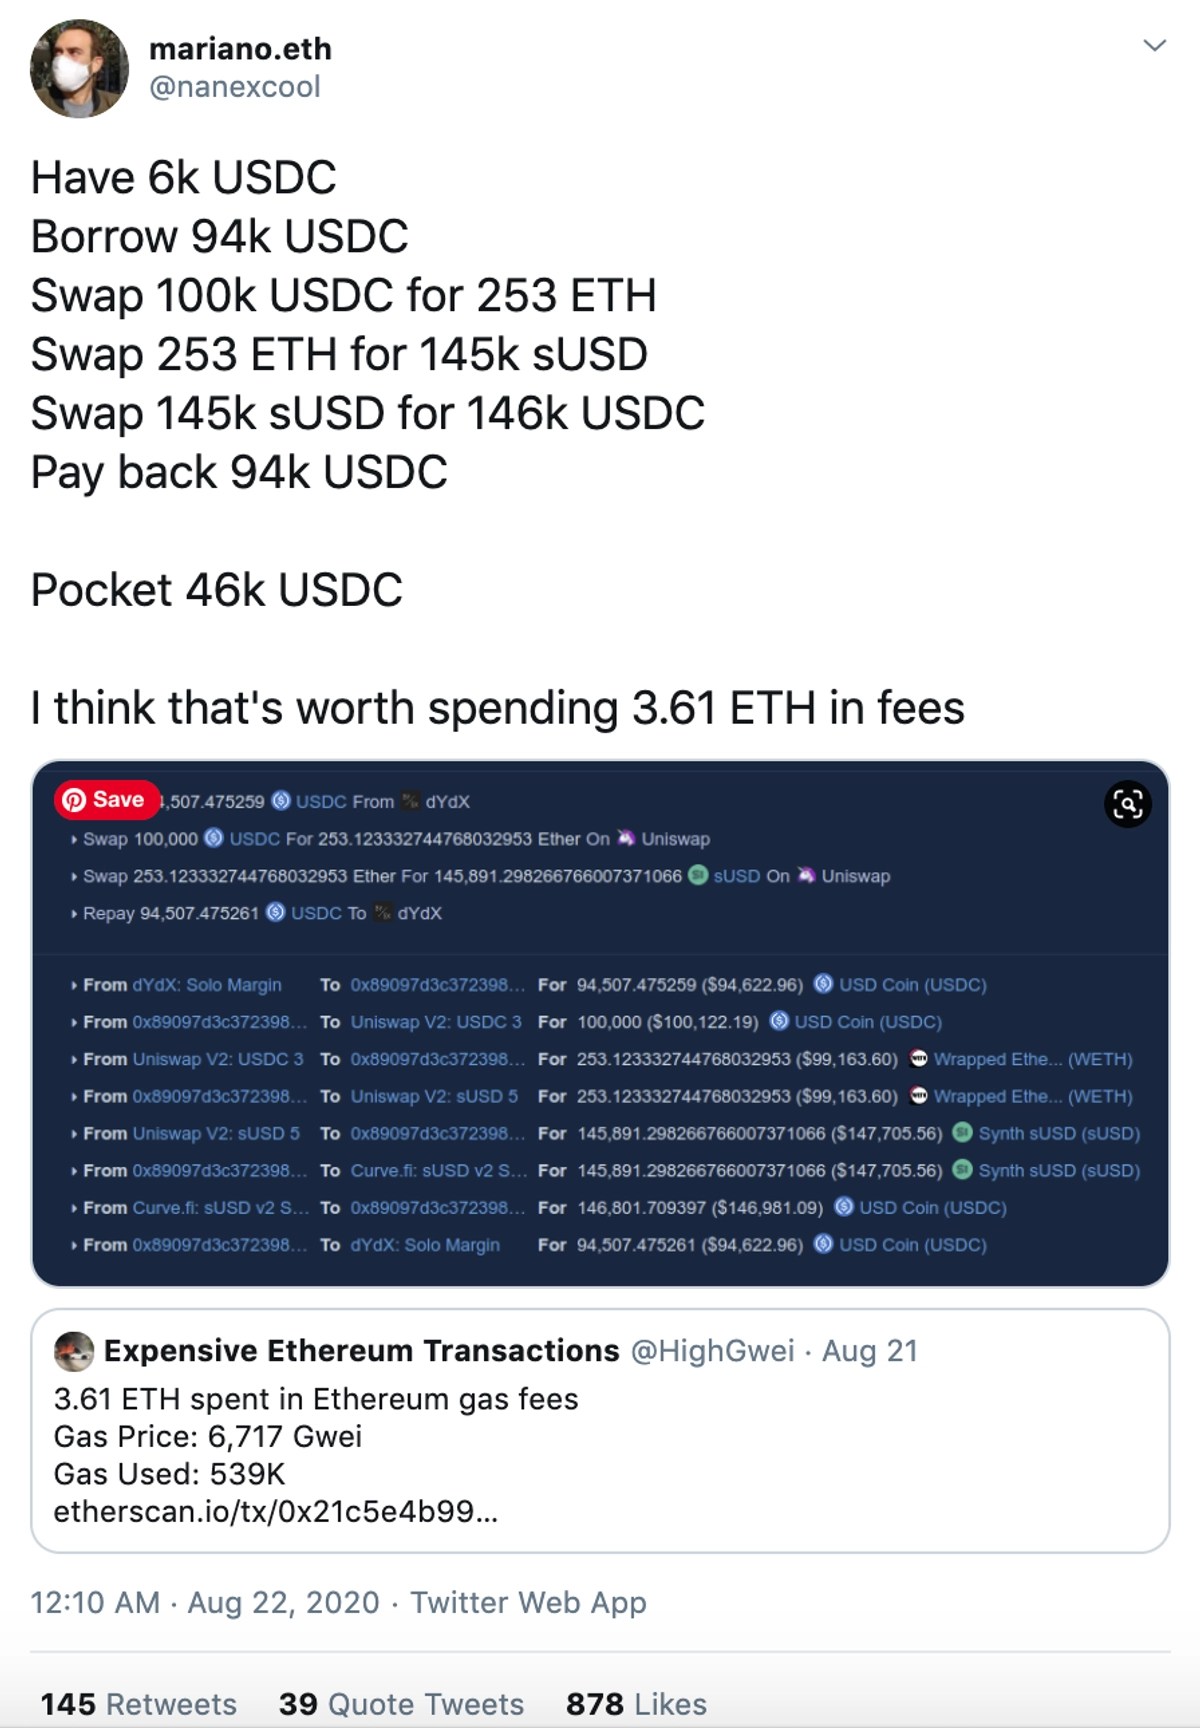 mariano.eth
@nanexcool
Have 6k USDC
Borrow 94k USDC
Swap 100k USDC for 253 ETH
Swap 253 ETH for 145k sUSD
Swap 145k sUSD for 146k USDC
Pay back 94k USDC
Pocket 46k USDC
I think that's worth spending 3.61 ETH in fees
Save ,507.475259 USDC From dYdX
Swap 100,000 USDC For 253.123332744768032953 Ether On Uniswap
Swap 253.123332744768032953 Ether For 145,891.298266766007371066 sUSD On Uniswap
Repay 94,507.475261 USDC To dYdX
From dYdX: Solo Margin To 0x89097d3c372398... For 94,507.475259 ($94,622.96) USD Coin (USDC)
From 0x89097d3c372398... To Uniswap V2: USDC 3 For 100,000 ($100,122.19) USD Coin (USDC)
From Uniswap V2: USDC 3 To 0x89097d3c372398... For 253.123332744768032953 ($99,163.60) Wrapped Ethe... (WETH)
From 0x89097d3c372398... To Uniswap V2: sUSD 5 For 253.123332744768032953 ($99,163.60) Wrapped Ethe... (WETH)
From Uniswap V2: sUSD 5 To 0x89097d3c372398... For 145,891.298266766007371066 ($147,705.56) Synth sUSD (sUSD)
From 0x89097d3c372398... To Curve.fi: sUSD v2 S... For 145,891.298266766007371066 ($147,705.56) Synth sUSD (sUSD)
From Curve.fi: sUSD v2 S... To 0x89097d3c372398... For 146,801.709397 ($146,981.09) USD Coin (USDC)
From 0x89097d3c372398... To dYdX: Solo Margin For 94,507.475261 ($94,622.96) USD Coin (USDC)
Expensive Ethereum Transactions @HighGwei · Aug 21
3.61 ETH spent in Ethereum gas fees
Gas Price: 6,717 Gwei
Gas Used: 539K
etherscan.io/tx/0x21c5e4b99...
12:10 AM · Aug 22, 2020 · Twitter Web App
145 Retweets 39 Quote Tweets 878 Likes